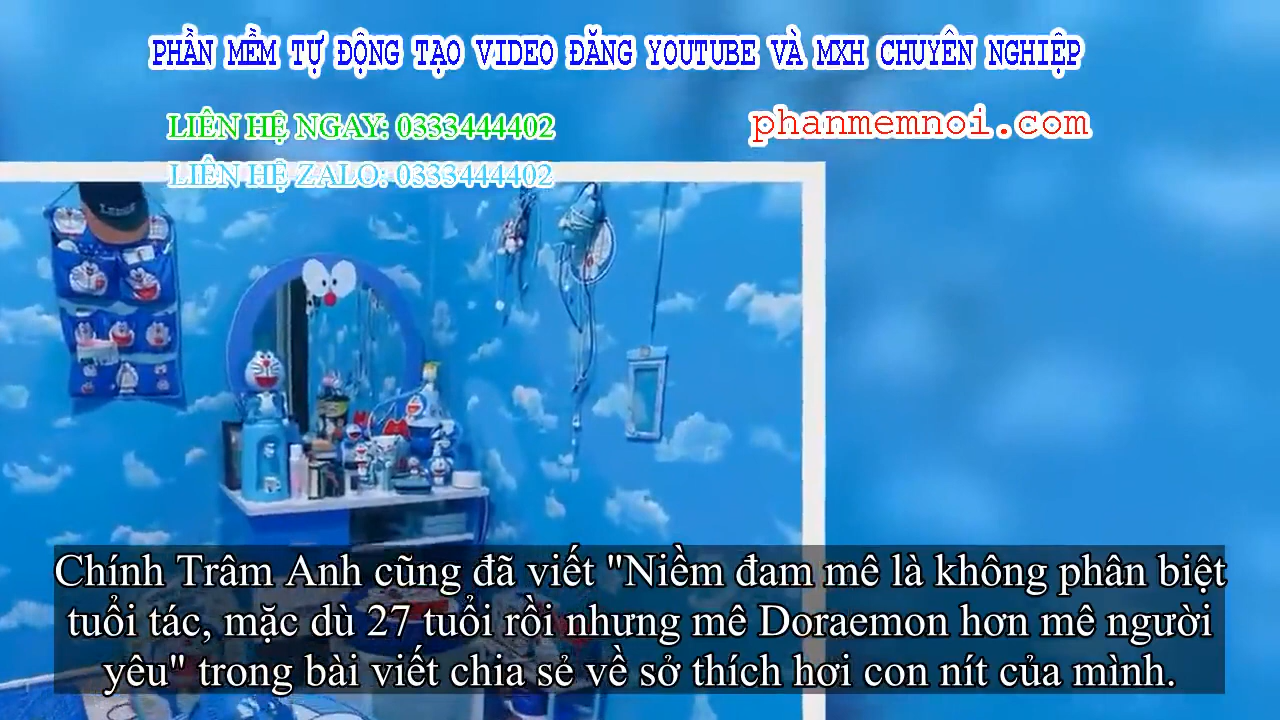 PHẦN MỀM TỰ ĐỘNG TẠO VIDEO ĐĂNG YOUTUBE VÀ MXH CHUYÊN NGHIỆP
LIÊN HỆ NGAY: 0333444402
phanmemnoi.com
LIÊN HỆ ZALO: 0333444402
Chính Trâm Anh cũng đã viết "Niềm đam mê là không phân biệt
tuổi tác, mặc dù 27 tuổi rồi nhưng mê Doraemon hơn mê người
yêu" trong bài viết chia sẻ về sở thích hơi con nít của mình.